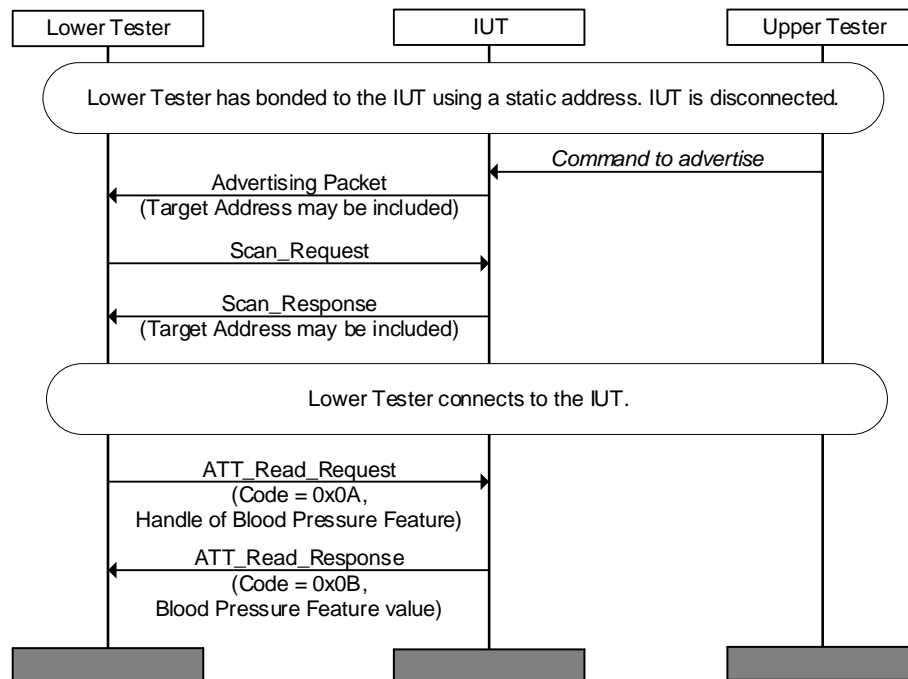 Lower Tester
IUT
Upper Tester
Lower Tester has bonded to the IUT using a static address. IUT is disconnected.
Command to advertise
Advertising Packet
(Target Address may be included)
Scan_Request
Scan_Response
(Target Address may be included)
Lower Tester connects to the IUT.
ATT_Read_Request
(Code = 0x0A,
Handle of Blood Pressure Feature)
ATT_Read_Response
(Code = 0x0B,
Blood Pressure Feature value)